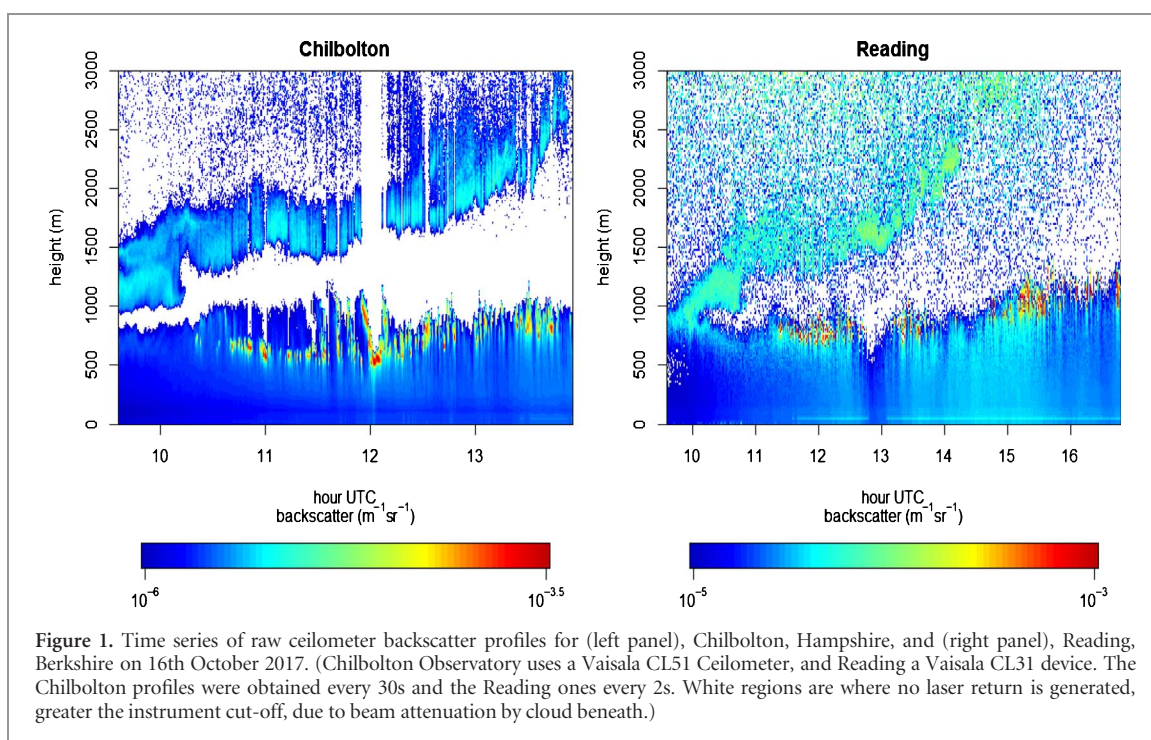 Chilbolton
Reading
height (m)
3000
2500
2000
1500
1000
500
0
10
11
12
13
hour UTC
backscatter (m⁻¹sr⁻¹)
10⁻⁶
10⁻³·⁵
height (m)
3000
2500
2000
1500
1000
500
0
10
11
12
13
14
15
16
hour UTC
backscatter (m⁻¹sr⁻¹)
10⁻⁵
10⁻³
Figure 1. Time series of raw ceilometer backscatter profiles for (left panel), Chilbolton, Hampshire, and (right panel), Reading,
Berkshire on 16th October 2017. (Chilbolton Observatory uses a Vaisala CL51 Ceilometer, and Reading a Vaisala CL31 device. The
Chilbolton profiles were obtained every 30s and the Reading ones every 2s. White regions are where no laser return is generated,
greater the instrument cut-off, due to beam attenuation by cloud beneath.)